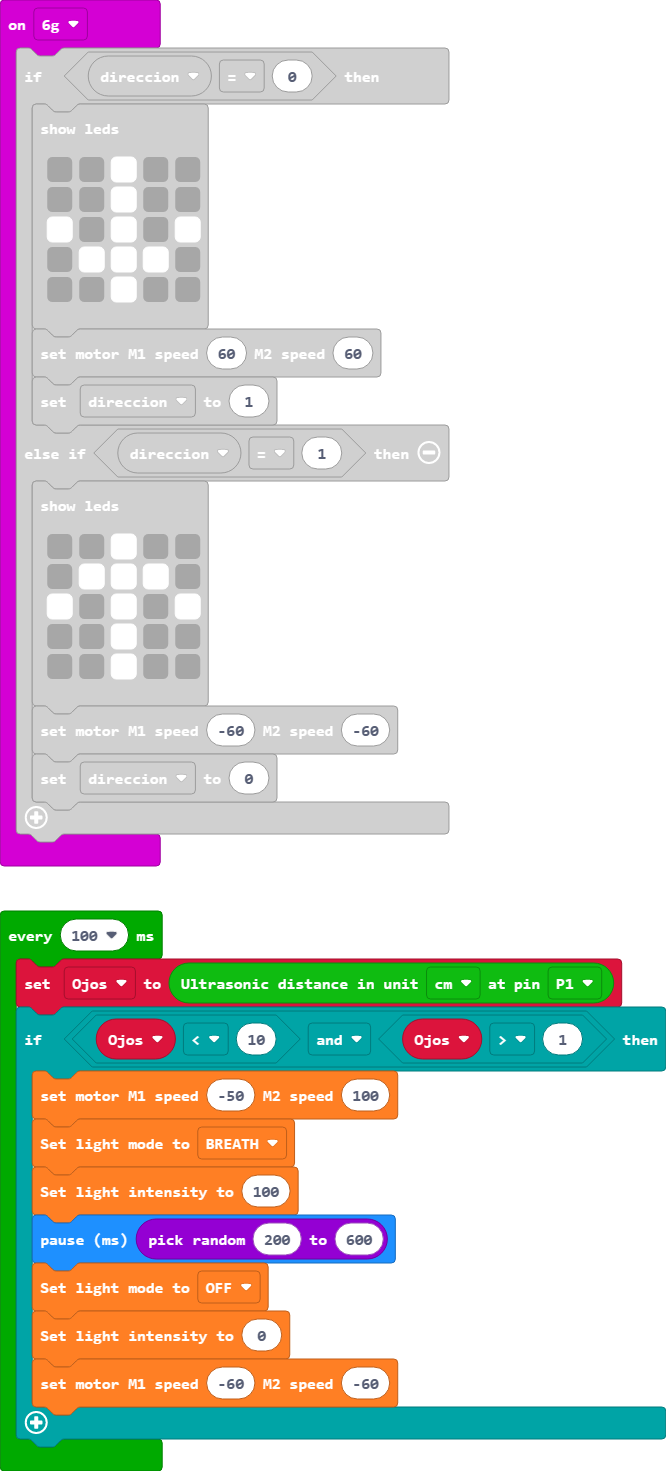 on 6g
if direccion = 0 then
show leds
set motor M1 speed 60 M2 speed 60
set direccion to 1
else if direccion = 1 then
show leds
set motor M1 speed -60 M2 speed -60
set direccion to 0
every 100 ms
set Ojos to Ultrasonic distance in unit cm at pin P1
if Ojos < 10 and Ojos > 1 then
set motor M1 speed -50 M2 speed 100
Set light mode to BREATH
Set light intensity to 100
pause (ms) pick random 200 to 600
Set light mode to OFF
Set light intensity to 0
set motor M1 speed -60 M2 speed -60